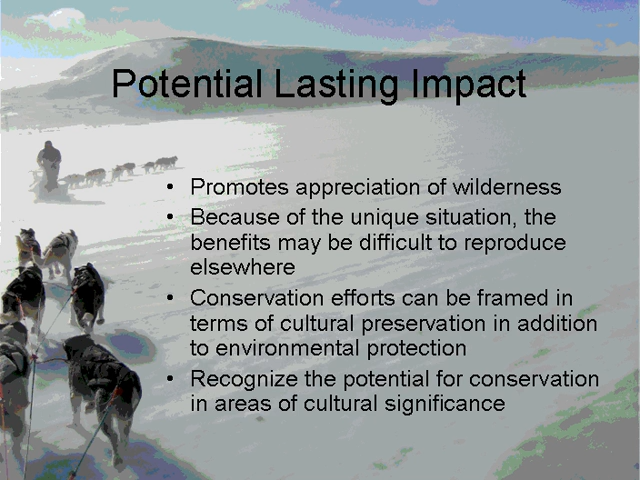 Potential Lasting Impact
• Promotes appreciation of wilderness
• Because of the unique situation, the
benefits may be difficult to reproduce
elsewhere
• Conservation efforts can be framed in
terms of cultural preservation in addition
to environmental protection
• Recognize the potential for conservation
in areas of cultural significance